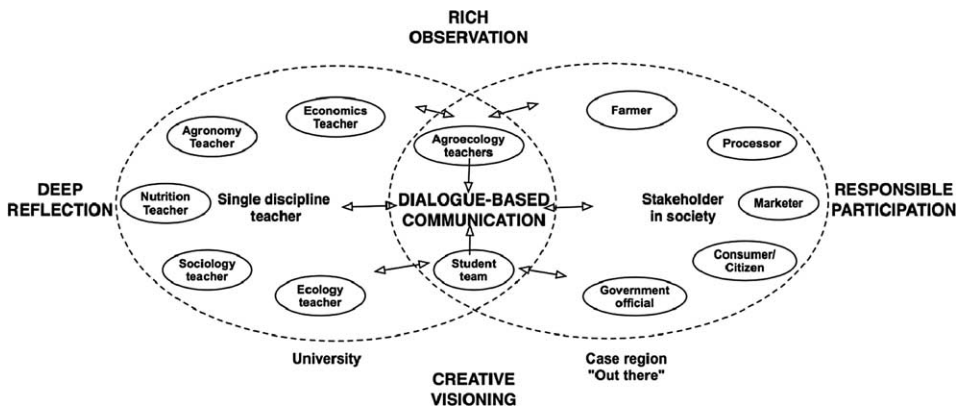 RICH
OBSERVATION
Economics
Teacher
Farmer
Agronomy
Teacher
Agroecology
teachers
Processor
DEEP
REFLECTION
Nutrition
Teacher
Single discipline
teacher
DIALOGUE-BASED
COMMUNICATION
Stakeholder
in society
Marketer
RESPONSIBLE
PARTICIPATION
Sociology
teacher
Student
team
Consumer/
Citizen
Ecology
teacher
Government
official
University
Case region
"Out there"
CREATIVE
VISIONING